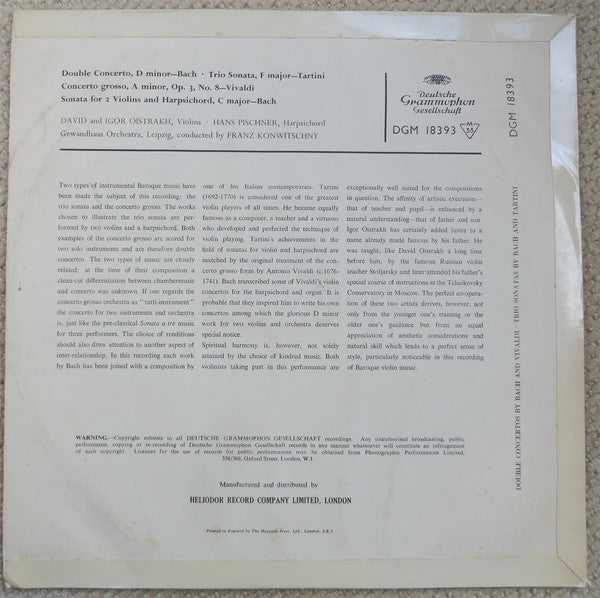 Double Concerto, D minor—Bach · Trio Sonata, F major—Tartini
Concerto grosso, A minor, Op. 3, No. 8—Vivaldi
Sonata for 2 Violins and Harpsichord, C major—Bach
DAVID and IGOR OISTRAKH, Violins · HANS PISCHNER, Harpsichord
Gewandhaus Orchestra, Leipzig, conducted by FRANZ KONWITSCHNY
Deutsche
Grammophon
Gesellschaft
DGM 18393 M 33
DGM 18393
Two types of instrumental Baroque music have
been made the subject of this recording: the
trio sonata and the concerto grosso. The works
chosen to illustrate the trio sonata are per-
formed by two violins and a harpsichord. Both
examples of the concerto grosso are scored for
two solo instruments and are therefore double
concertos. The two types of music are closely
related; at the time of their composition a
clean-cut differentiation between chambermusic
and concerto was unknown. If one regards the
concerto grosso orchestra as "tutti-instrument"
the concerto for two instruments and orchestra
is just like the pre-classical Sonata a trè music
for three performers. The choice of renditions
should also draw attention to another aspect of
inter-relationship. In this recording each work
by Bach has been joined with a composition by
one of his Italian contemporaries. Tartini
(1692-1770) is considered one of the greatest
violin players of all times. He became equally
famous as a composer, a teacher and a virtuoso
who developed and perfected the technique of
violin playing. Tartini's achievements in the
field of sonatas for violin and harpsichord are
matched by the original treatment of the con-
certo grosso form by Antonio Vivaldi (c.1676-
1741). Bach transcribed some of Vivaldi's violin
concertos for the harpsichord and organ. It is
probable that they inspired him to write his own
concertos among which the glorious D minor
work for two violins and orchestra deserves
special notice.
Spiritual harmony is, however, not solely
attained by the choice of kindred music. Both
violinists taking part in this performance are
exceptionally well suited for the compositions
in question. The affinity of artistic execution—
that of teacher and pupil—is enhanced by a
natural understanding—that of father and son.
Igor Oistrakh has certainly added lustre to a
name already made famous by his father. He
was taught, like David Oistrakh a long time
before him, by the famous Russian violin
teacher Stoljarsky and later attended his father's
special course of instructions at the Tchaikovsky
Conservatory in Moscow. The perfect co-opera-
tion of these two artists derives, however, not
only from the younger one's training or the
older one's guidance but from an equal
appreciation of aesthetic considerations and
natural skill which leads to a perfect sense of
style, particularly noticeable in this recording
of Baroque violin music.
DOUBLE CONCERTOS BY BACH AND VIVALDI TRIO SONATAS BY BACH AND TARTINI
WARNING.—Copyright subsists in all DEUTSCHE GRAMMOPHON GESELLSCHAFT recordings. Any unauthorised broadcasting, public
performance, copying or re-recording of Deutsche Grammophon Gesellschaft records in any manner whatsoever will constitute an infringement
of such copyright. Licences for the use of records for public performances may be obtained from Phonographic Performances Limited,
356/366, Oxford Street, London, W.1.
Manufactured and distributed by
HELIODOR RECORD COMPANY LIMITED, LONDON
Printed in England by The Warwick Press, Ltd., London, S.E.5